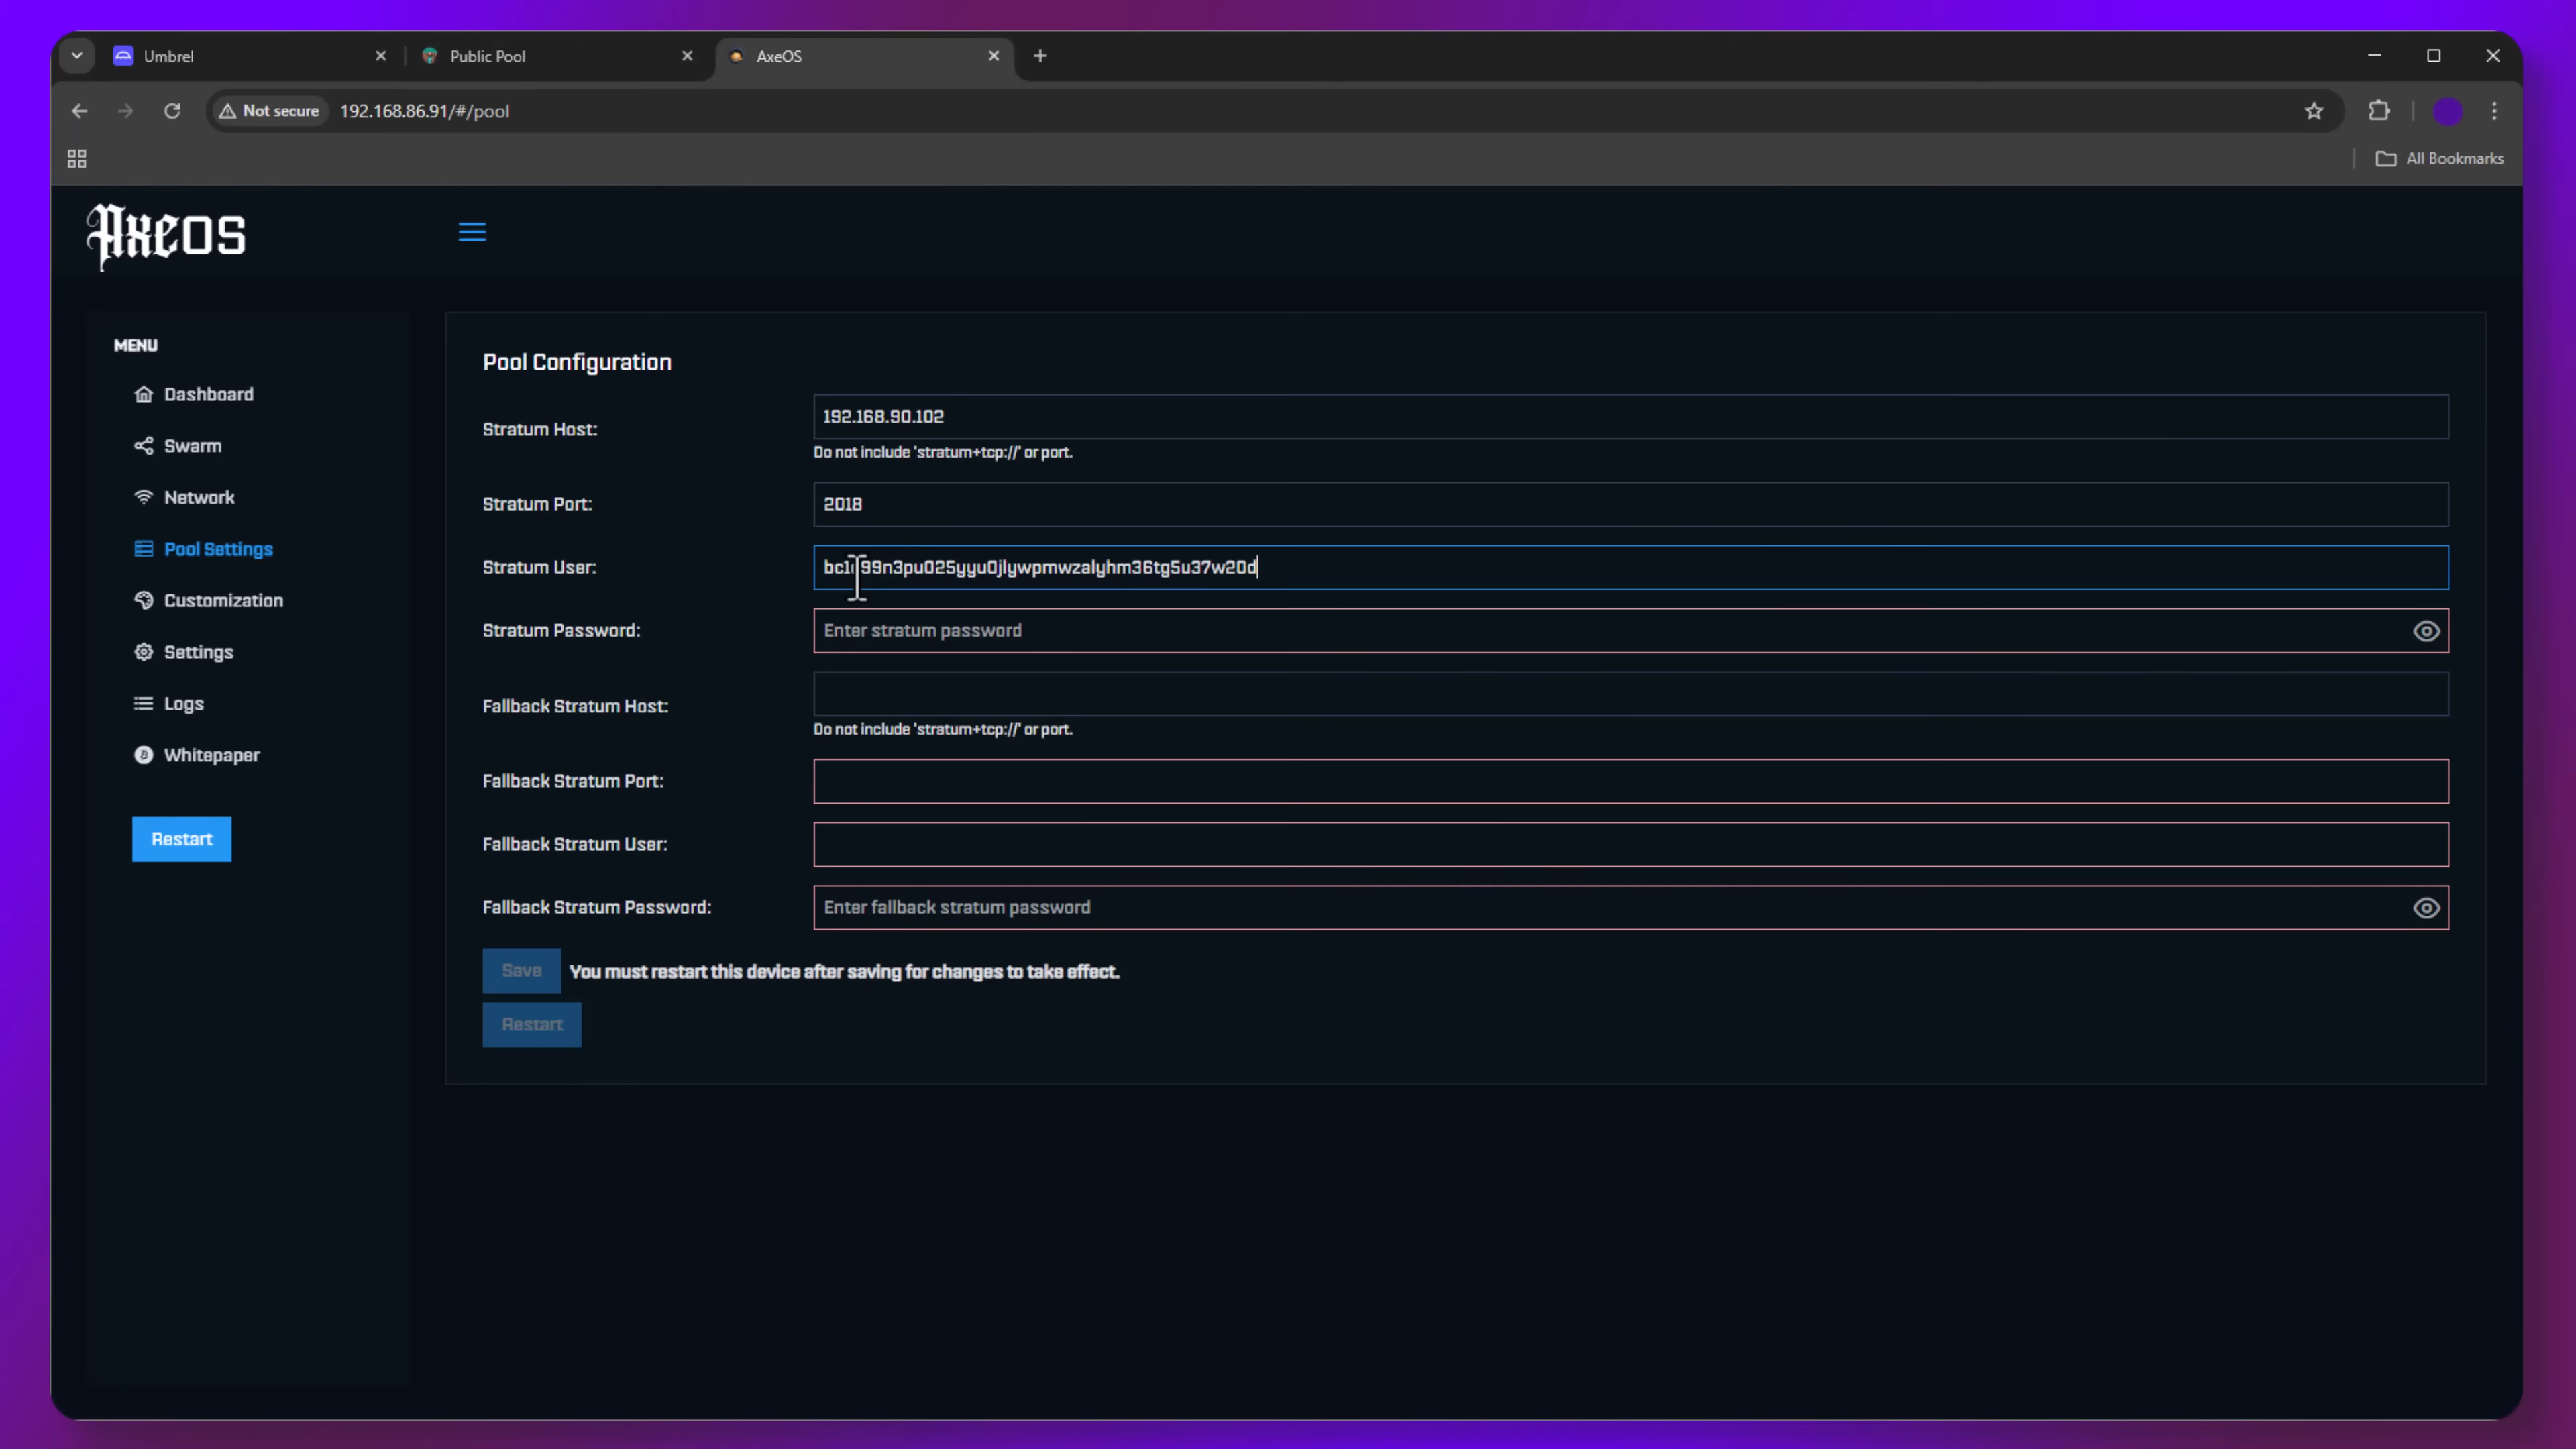 Umbrel
Public Pool
AxeOS
Not secure
192.168.86.91/#/pool
All Bookmarks
AxeOS
MENU
Dashboard
Swarm
Network
Pool Settings
Customization
Settings
Logs
Whitepaper
Restart
Pool Configuration
Stratum Host:
192.168.90.102
Do not include 'stratum+tcp://' or port.
Stratum Port:
2018
Stratum User:
Stratum Password:
Enter stratum password
Fallback Stratum Host:
Do not include 'stratum+tcp://' or port.
Fallback Stratum Port:
Fallback Stratum User:
Fallback Stratum Password:
Enter fallback stratum password
Save
You must restart this device after saving for changes to take effect.
Restart